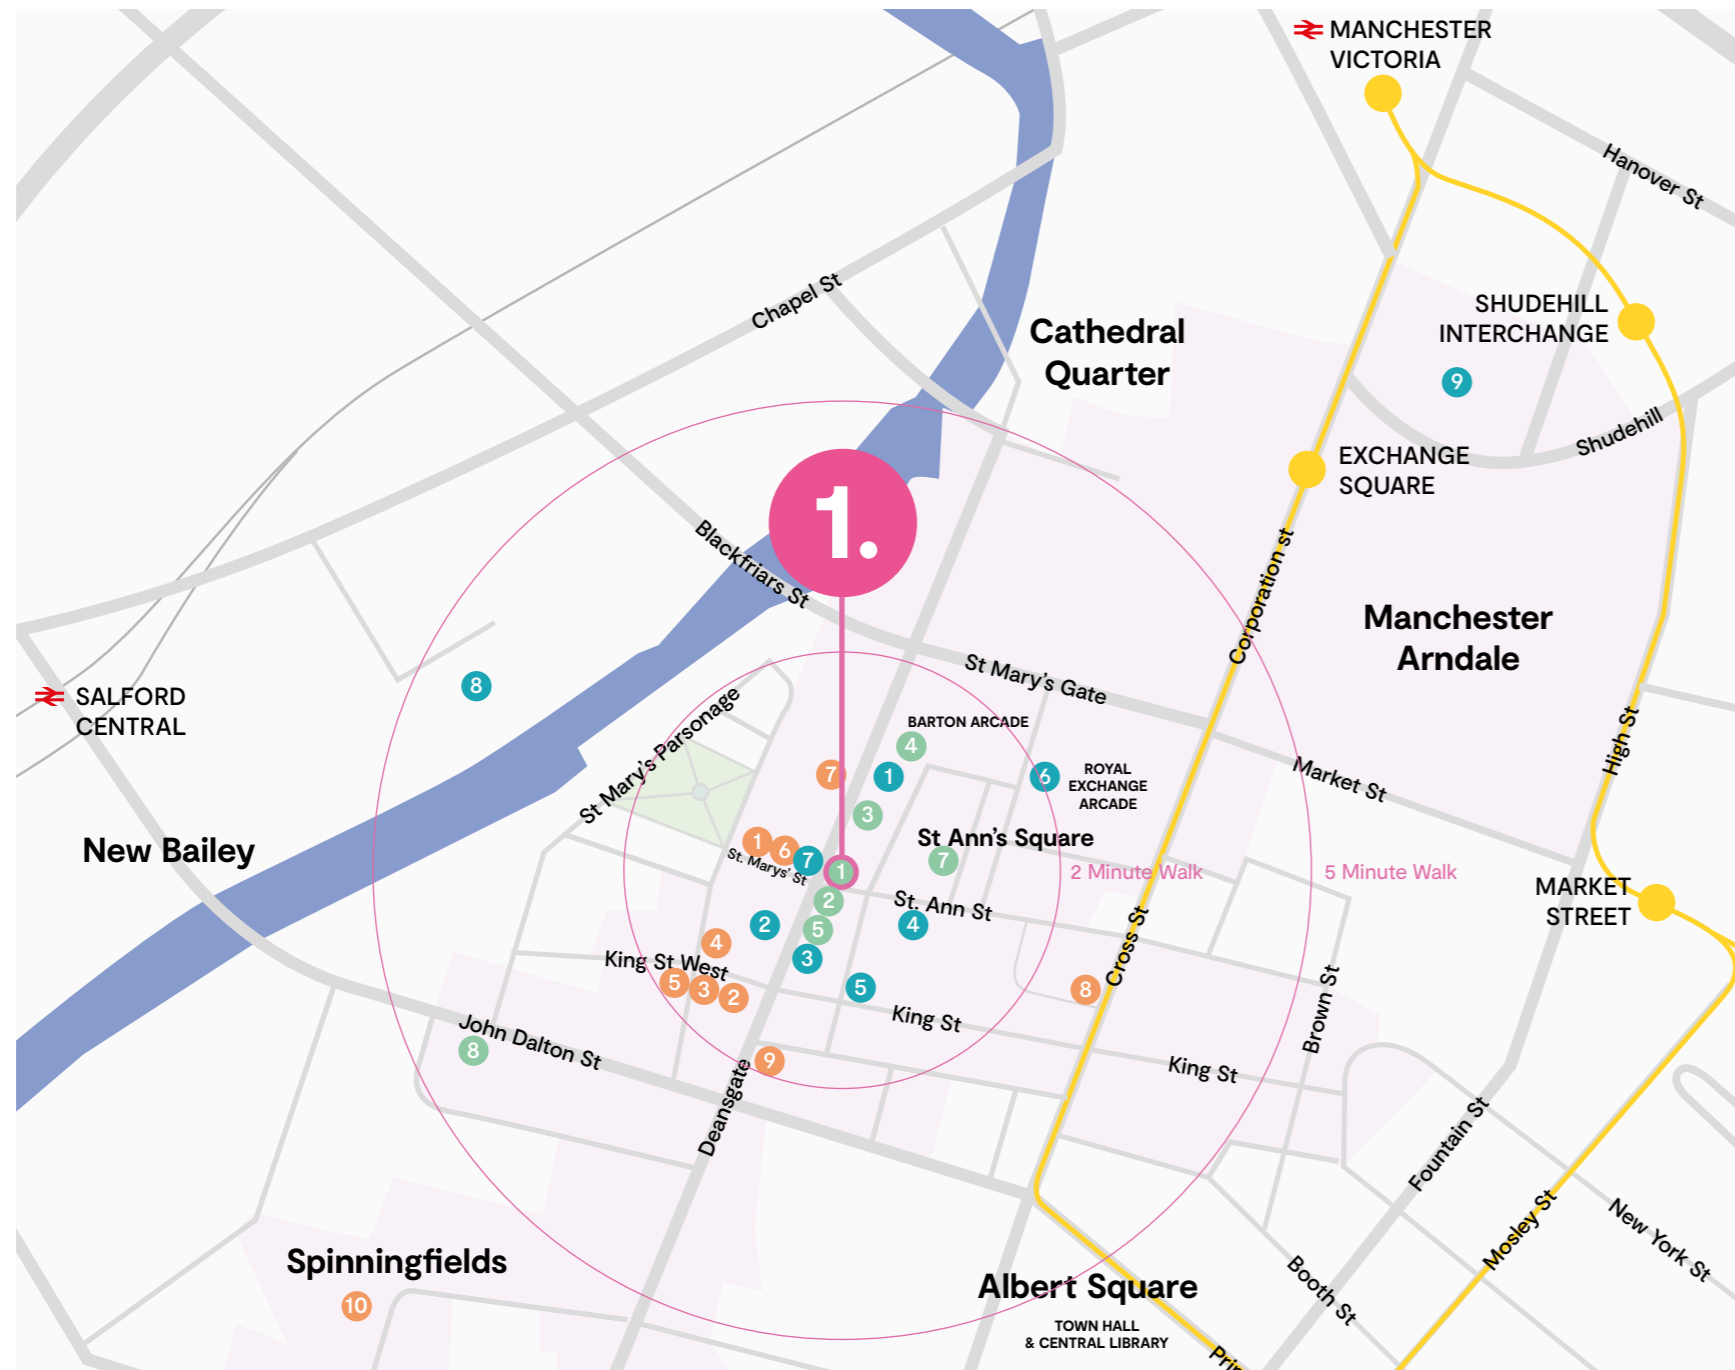 MANCHESTER
VICTORIA
Hanover St
Chapel St
SHUDEHILL
INTERCHANGE
Cathedral
Quarter
9
Shudehill
EXCHANGE
SQUARE
1.
Blackfriars St
Corporation st
Manchester
Arndale
St Mary's Gate
8
SALFORD
CENTRAL
St Mary's Parsonage
BARTON ARCADE
4
High St
7
1
6
ROYAL
EXCHANGE
ARCADE
Market St
3
New Bailey
1
6
7
St. Marys' St
St Ann's Square
7
1
2 Minute Walk
5 Minute Walk
MARKET
STREET
2
St. Ann St
2
5
4
4
Cross St
King St West
3
5
3
2
5
8
King St
Brown St
John Dalton St
8
9
King St
Deansgate
Fountain St
Mosley St
New York St
Spinningfields
10
Albert Square
TOWN HALL
& CENTRAL LIBRARY
Booth St